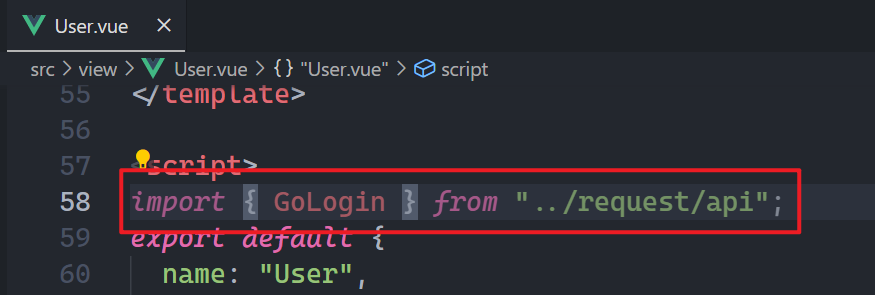 User.vue
src > view > User.vue > {} "User.vue" > script
55 </template>
56
57 <script>
58 import { GoLogin } from "../request/api";
59 export default {
60 name: "User",